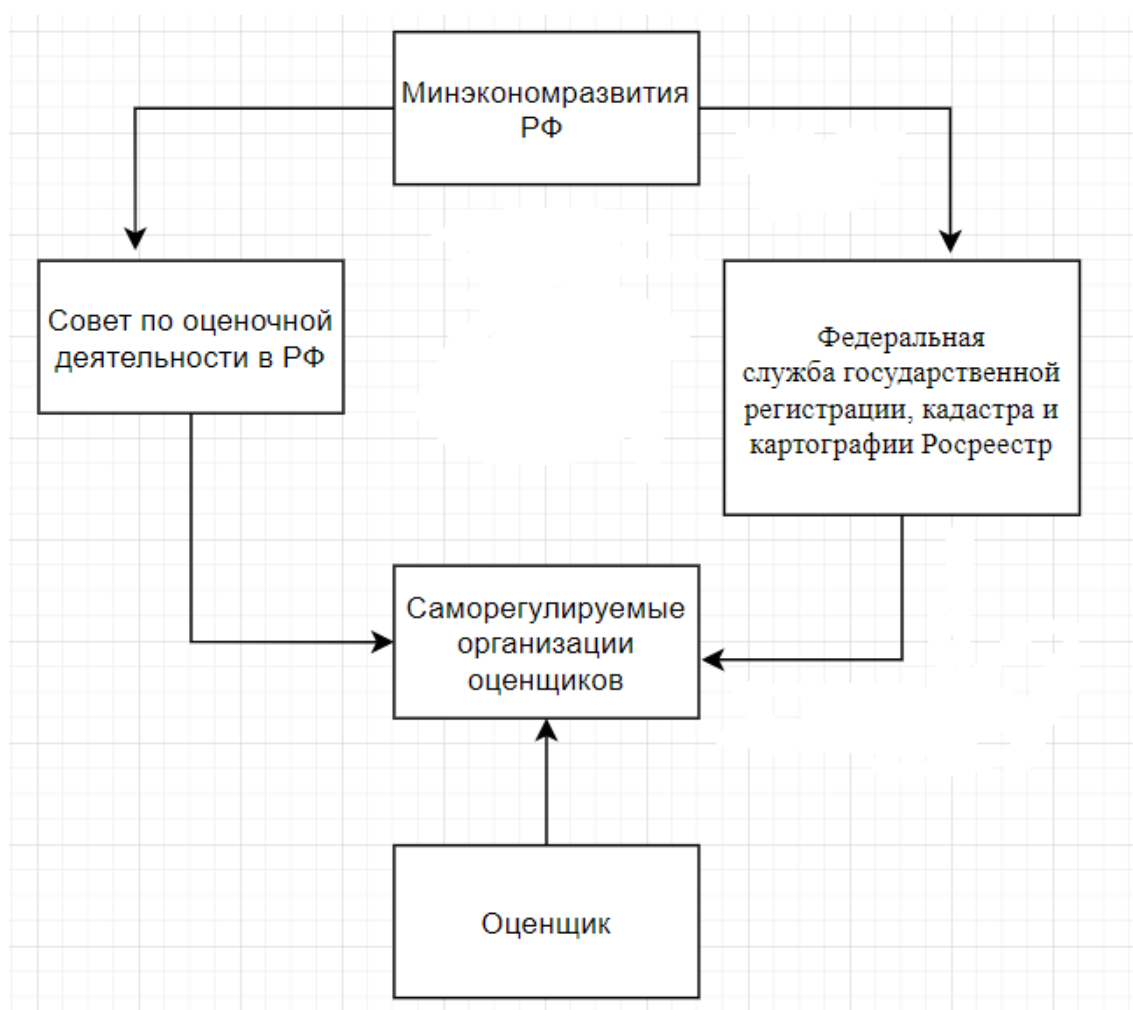 Минэкономразвития
РФ
Совет по оценочной
деятельности в РФ
Федеральная
служба государственной
регистрации, кадастра и
картографии Росреестр
Саморегулируемые
организации
оценщиков
Оценщик